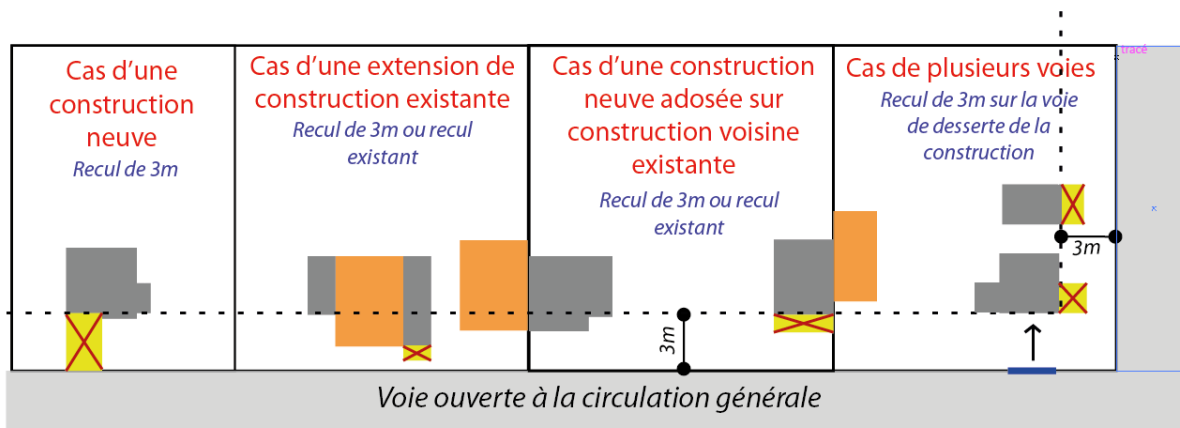 Cas d’une
construction
neuve
Recul de 3m
Cas d’une extension de
construction existante
Recul de 3m ou recul
existant
Cas d’une construction
neuve adosée sur
construction voisine
existante
Recul de 3m ou recul
existant
Cas de plusieurs voies
Recul de 3m sur la voie
de desserte de la
construction
tracé
3m
3m
Voie ouverte à la circulation générale